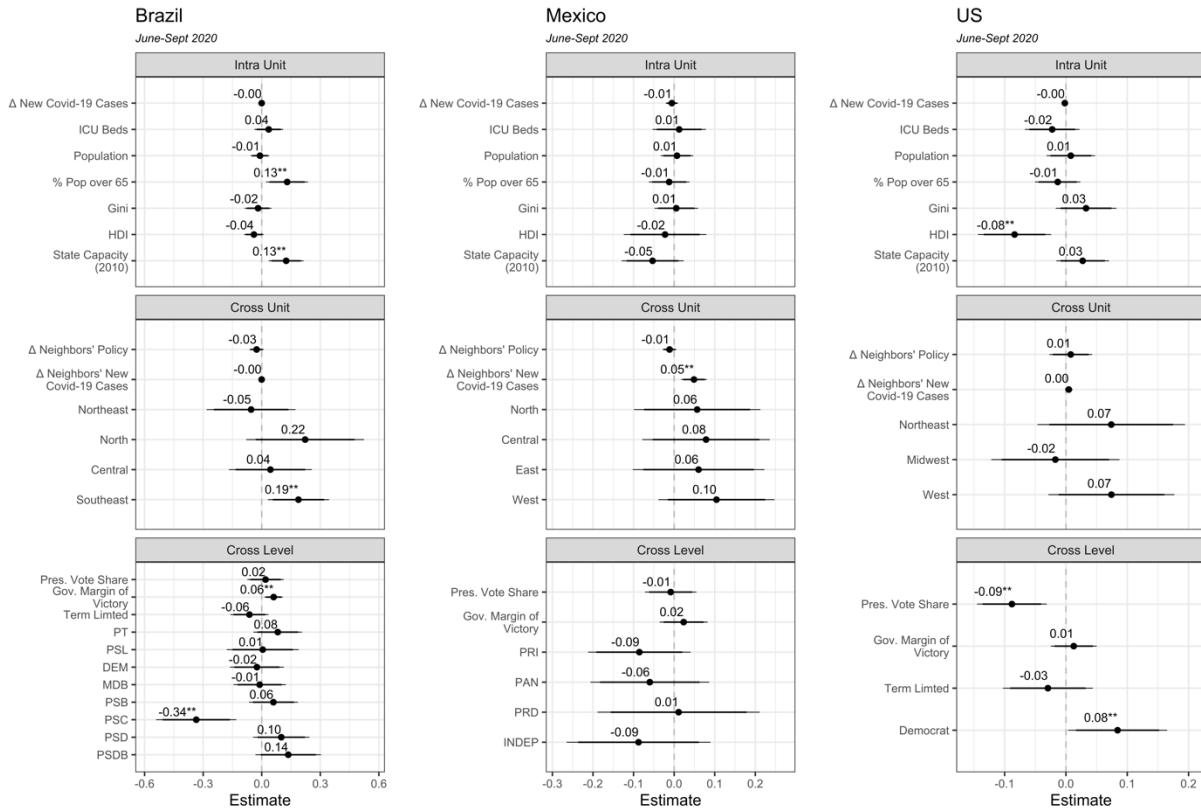 Brazil
June-Sept 2020
Intra Unit
Δ New Covid-19 Cases
-0.00
ICU Beds
0.04
Population
-0.01
% Pop over 65
0.13**
Gini
-0.02
HDI
-0.04
State Capacity
(2010)
0.13**
Cross Unit
Δ Neighbors' Policy
-0.03
Δ Neighbors' New
Covid-19 Cases
-0.00
Northeast
-0.05
North
0.22
Central
0.04
Southeast
0.19**
Cross Level
Pres. Vote Share
0.02
Gov. Margin of
Victory
0.06**
Term Limted
-0.06
PT
0.08
PSL
0.01
DEM
-0.02
MDB
-0.01
PSB
0.06
PSC
-0.34**
PSD
0.10
PSDB
0.14
-0.6
-0.3
0.0
0.3
0.6
Estimate
Mexico
June-Sept 2020
Intra Unit
Δ New Covid-19 Cases
-0.01
ICU Beds
0.01
Population
0.01
% Pop over 65
-0.01
Gini
0.01
HDI
-0.02
State Capacity
(2010)
-0.05
Cross Unit
Δ Neighbors' Policy
-0.01
Δ Neighbors' New
Covid-19 Cases
0.05**
North
0.06
Central
0.08
East
0.06
West
0.10
Cross Level
Pres. Vote Share
-0.01
Gov. Margin of
Victory
0.02
PRI
-0.09
PAN
-0.06
PRD
0.01
INDEP
-0.09
-0.3
-0.2
-0.1
0.0
0.1
0.2
Estimate
US
June-Sept 2020
Intra Unit
Δ New Covid-19 Cases
-0.00
ICU Beds
-0.02
Population
0.01
% Pop over 65
-0.01
Gini
0.03
HDI
-0.08**
State Capacity
(2010)
0.03
Cross Unit
Δ Neighbors' Policy
0.01
Δ Neighbors' New
Covid-19 Cases
0.00
Northeast
0.07
Midwest
-0.02
West
0.07
Cross Level
Pres. Vote Share
-0.09**
Gov. Margin of
Victory
0.01
Term Limted
-0.03
Democrat
0.08**
-0.1
0.0
0.1
0.2
Estimate